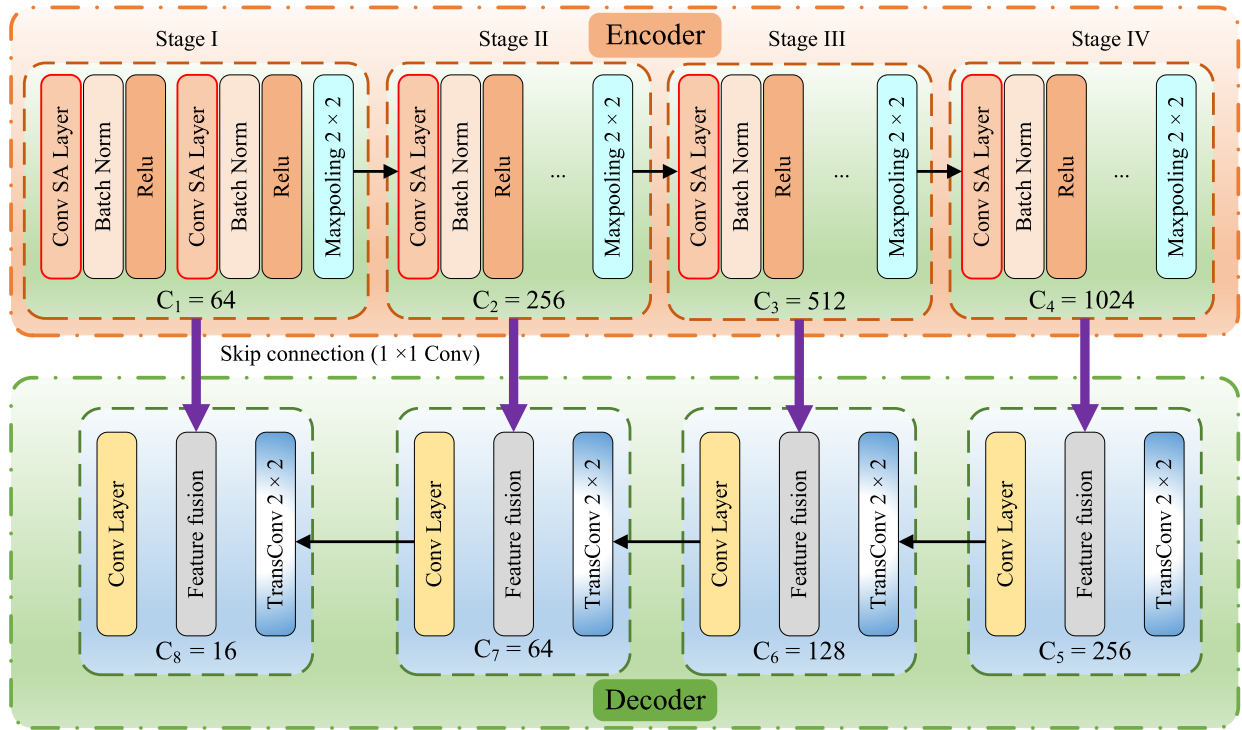 Encoder
Stage I
Stage II
Stage III
Stage IV
Conv SA Layer
Batch Norm
Relu
Conv SA Layer
Batch Norm
Relu
Maxpooling 2 × 2
Conv SA Layer
Batch Norm
Relu
...
Maxpooling 2 × 2
Conv SA Layer
Batch Norm
Relu
...
Maxpooling 2 × 2
Conv SA Layer
Batch Norm
Relu
...
Maxpooling 2 × 2
C₁ = 64
C₂ = 256
C₃ = 512
C₄ = 1024
Skip connection (1 ×1 Conv)
Conv Layer
Feature fusion
TransConv 2 × 2
Conv Layer
Feature fusion
TransConv 2 × 2
Conv Layer
Feature fusion
TransConv 2 × 2
Conv Layer
Feature fusion
TransConv 2 × 2
C₈ = 16
C₇ = 64
C₆ = 128
C₅ = 256
Decoder